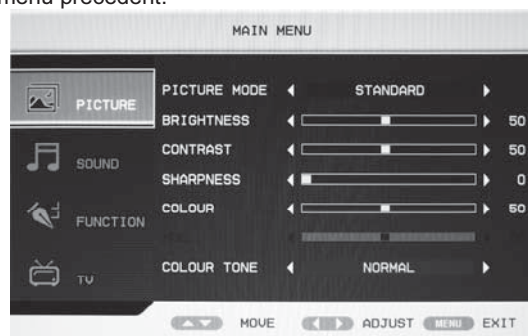 menu précédent.
MAIN MENU
PICTURE
SOUND
FUNCTION
TV
PICTURE MODE STANDARD
BRIGHTNESS 50
CONTRAST 50
SHARPNESS 0
COLOUR 50
COLOUR TONE NORMAL
MOVE ADJUST MENU EXIT